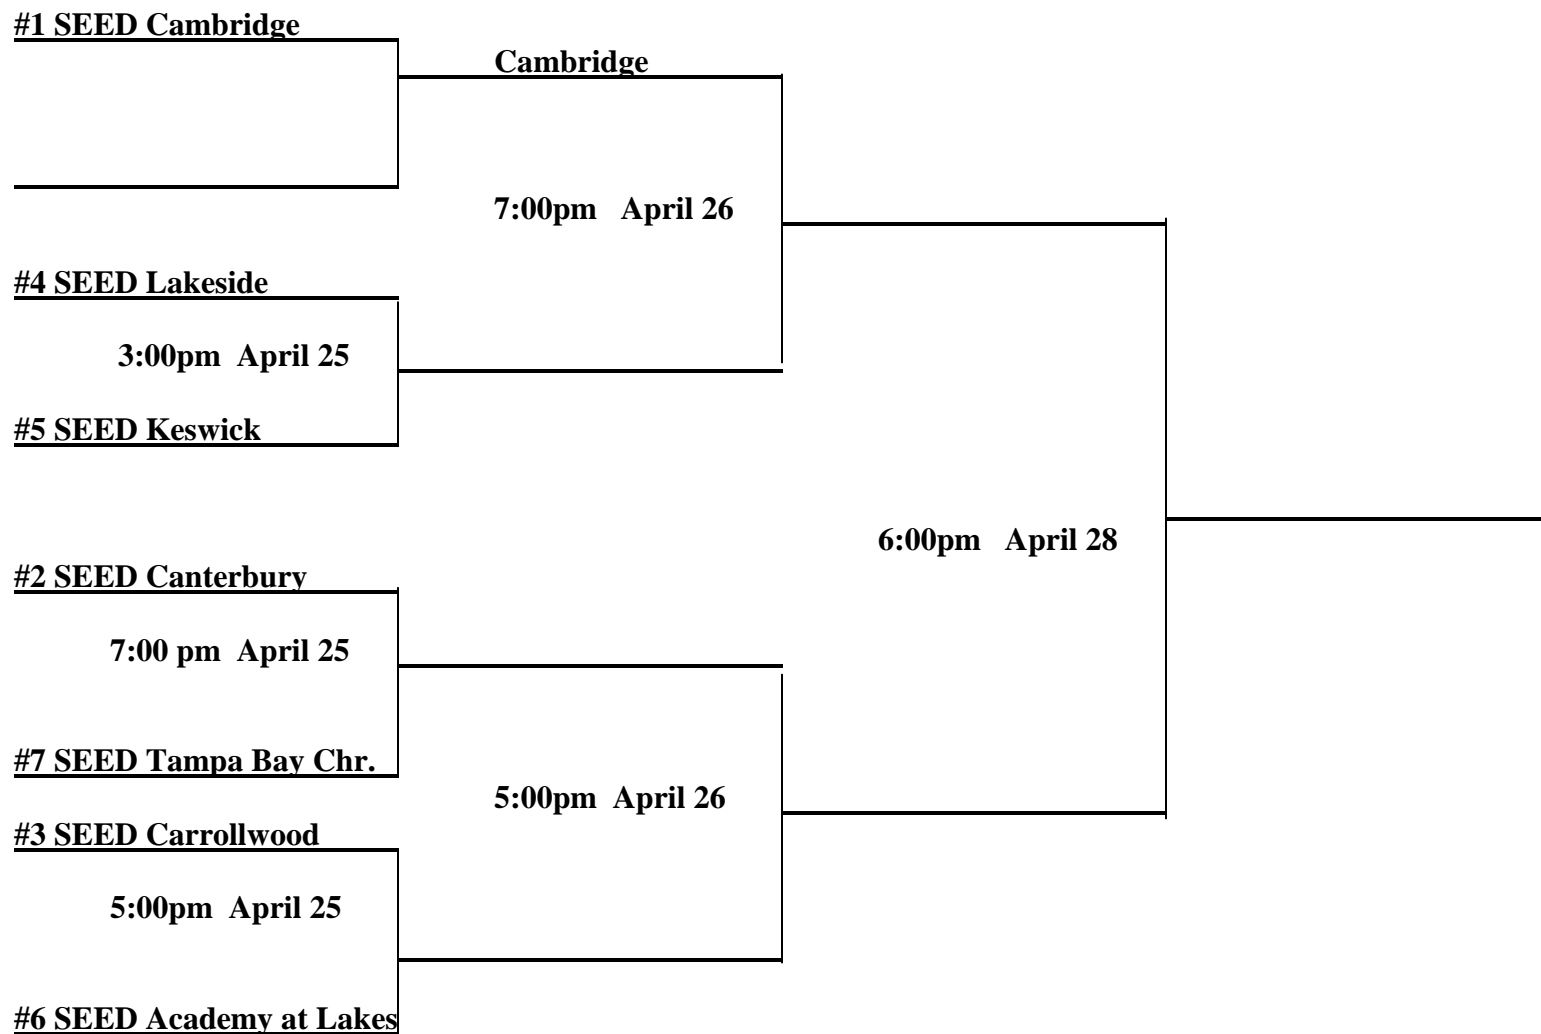 #1 SEED Cambridge
Cambridge
7:00pm   April 26
#4 SEED Lakeside
3:00pm  April 25
#5 SEED Keswick
6:00pm   April 28
#2 SEED Canterbury
7:00 pm  April 25
#7 SEED Tampa Bay Chr.
5:00pm  April 26
#3 SEED Carrollwood
5:00pm  April 25
#6 SEED Academy at Lakes